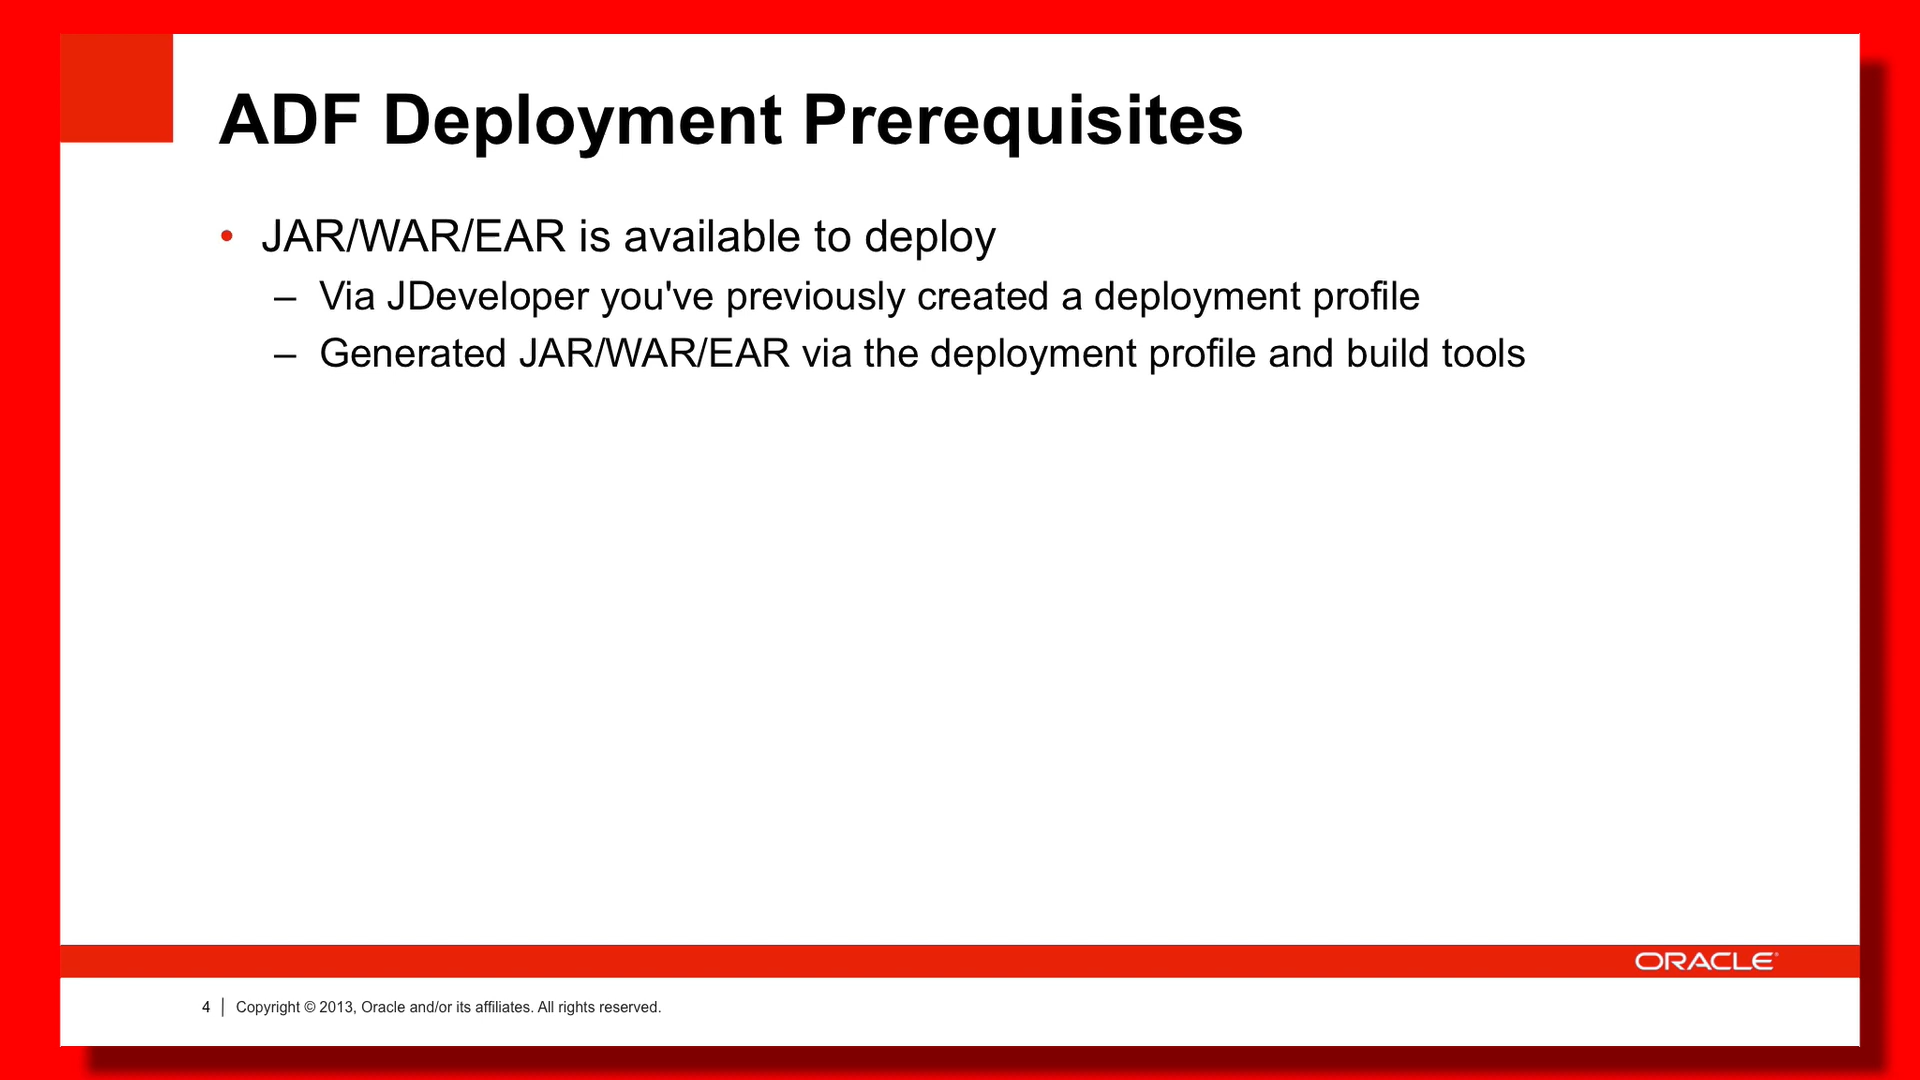 ADF Deployment Prerequisites
• JAR/WAR/EAR is available to deploy
– Via JDeveloper you've previously created a deployment profile
– Generated JAR/WAR/EAR via the deployment profile and build tools
ORACLE
4 | Copyright © 2013, Oracle and/or its affiliates. All rights reserved.